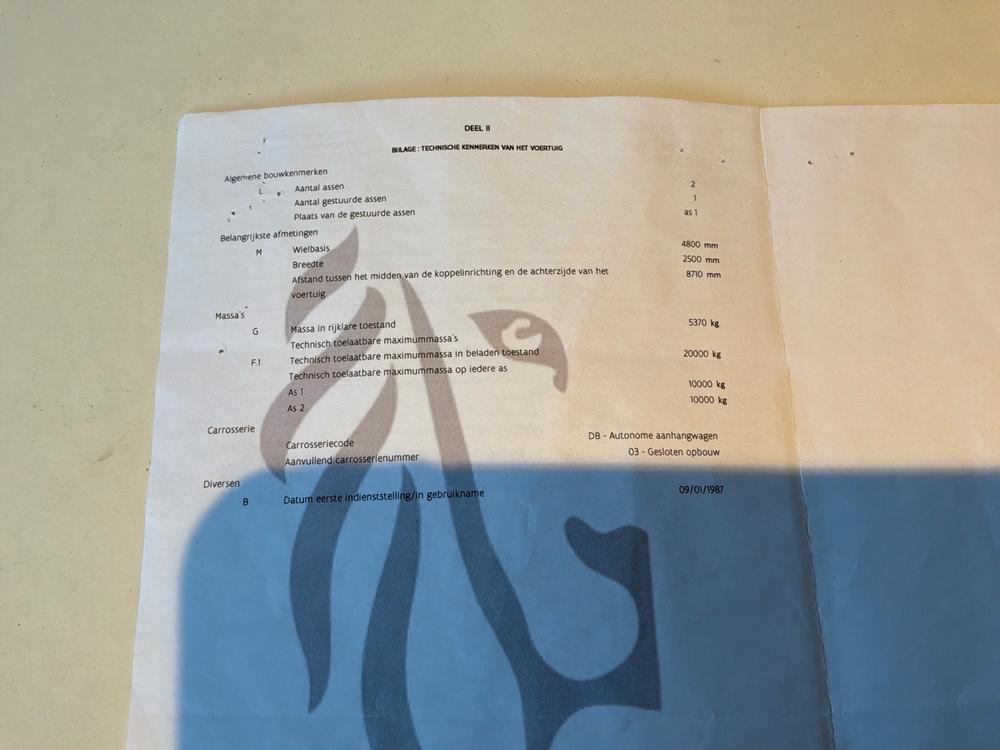 DEEL II
BIJLAGE : TECHNISCHE KENMERKEN VAN HET VOERTUIG
Algemene bouwkenmerken
L Aantal assen 2
Aantal gestuurde assen 1
Plaats van de gestuurde assen as 1
Belangrijkste afmetingen
M Wielbasis 4800 mm
Breedte 2500 mm
Afstand tussen het midden van de koppelinrichting en de achterzijde van het 8710 mm
voertuig
Massa's
G Massa in rijklare toestand 5370 kg
Technisch toelaatbare maximummassa's
F.1 Technisch toelaatbare maximummassa in beladen toestand 20000 kg
Technisch toelaatbare maximummassa op iedere as
As 1 10000 kg
As 2 10000 kg
Carrosserie
Carrosseriecode DB - Autonome aanhangwagen
Aanvullend carrosserienummer 03 - Gesloten opbouw
Diversen
B Datum eerste indienststelling/in gebruikname 09/01/1987